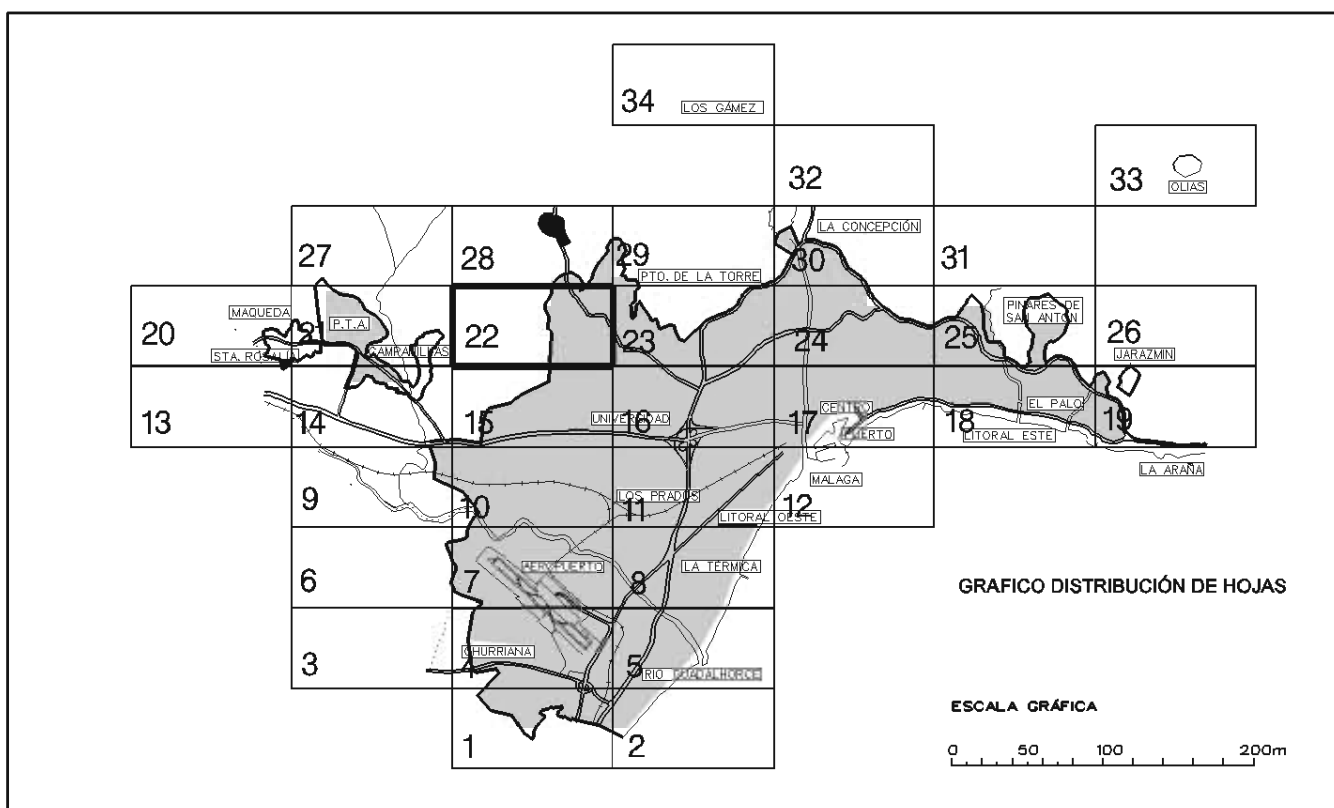 34
LOS GÁMEZ
32
33
OLIAS
LA CONCEPCIÓN
27
28
29
30
31
PTO. DE LA TORRE
MAQUEDA
P.T.A.
PINARES DE
SAN ANTON
20
21
22
23
24
25
26
STA. ROSALIA
CAMPANILLAS
JARAZMIN
13
14
15
UNIVERSIDAD
16
17
CENTRO
PUERTO
18
EL PALO
LITORAL ESTE
19
LA ARAÑA
MALAGA
9
10
LOS PRADOS
11
LITORAL OESTE
12
6
7
AEROPUERTO
8
LA TÉRMICA
GRAFICO DISTRIBUCIÓN DE HOJAS
3
CHURRIANA
5
RIO GUADALHORCE
1
2
ESCALA GRÁFICA
0 50 100 200m